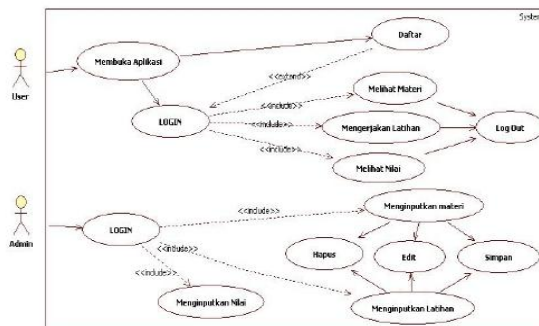 System
Daftar
Membuka Aplikasi
User
<<extend>>
<<include>>
Melihat Materi
LOGIN
<<include>>
Mengerjakan Latihan
Log Out
<<include>>
Melihat Nilai
Menginputkan materi
<<include>>
LOGIN
Admin
<<include>>
Hapus
Edit
Simpan
<<include>>
Menginputkan Nilai
Menginputkan Latihan